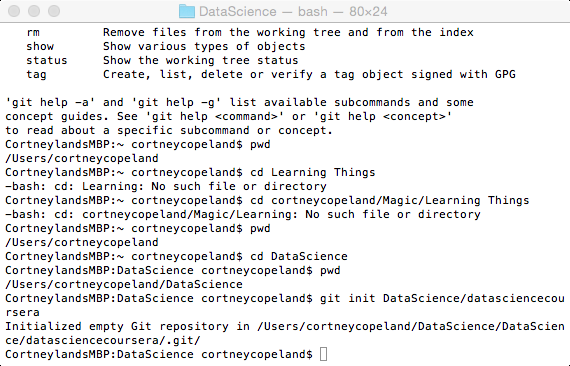 DataScience — bash — 80×24
rm Remove files from the working tree and from the index
show Show various types of objects
status Show the working tree status
tag Create, list, delete or verify a tag object signed with GPG
'git help -a' and 'git help -g' list available subcommands and some
concept guides. See 'git help <command>' or 'git help <concept>'
to read about a specific subcommand or concept.
CortneylandsMBP:~ cortneycopeland$ pwd
/Users/cortneycopeland
CortneylandsMBP:~ cortneycopeland$ cd Learning Things
-bash: cd: Learning: No such file or directory
CortneylandsMBP:~ cortneycopeland$ cd cortneycopeland/Magic/Learning Things
-bash: cd: cortneycopeland/Magic/Learning: No such file or directory
CortneylandsMBP:~ cortneycopeland$ pwd
/Users/cortneycopeland
CortneylandsMBP:~ cortneycopeland$ cd DataScience
CortneylandsMBP:DataScience cortneycopeland$ pwd
/Users/cortneycopeland/DataScience
CortneylandsMBP:DataScience cortneycopeland$ git init DataScience/datasciencecou
rsera
Initialized empty Git repository in /Users/cortneycopeland/DataScience/DataScien
ce/datasciencecoursera/.git/
CortneylandsMBP:DataScience cortneycopeland$